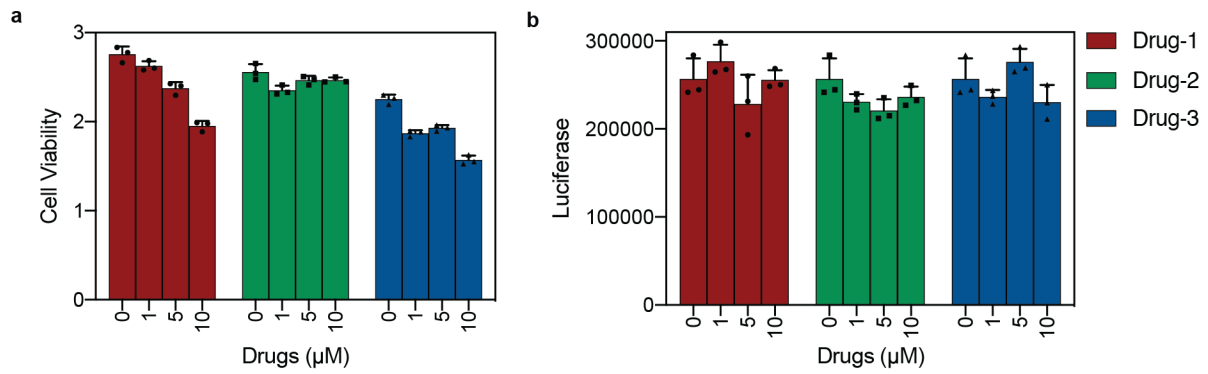 a
Cell Viability
3
2
1
0
0 1 5 10 0 1 5 10 0 1 5 10
Drugs (μM)
b
Luciferase
300000
200000
100000
0
0 1 5 10 0 1 5 10 0 1 5 10
Drugs (μM)
Drug-1
Drug-2
Drug-3